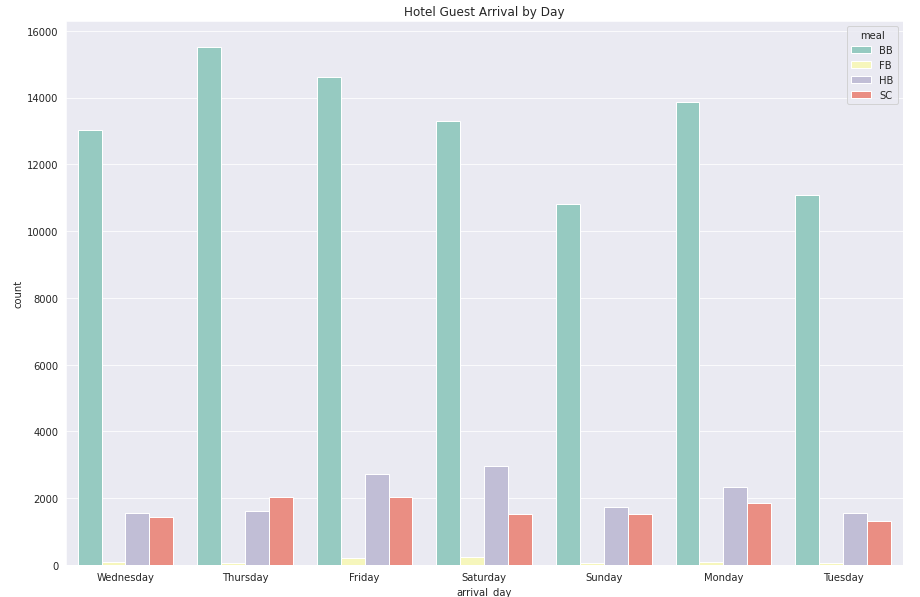 Hotel Guest Arrival by Day
meal
BB
FB
HB
SC
count
16000
14000
12000
10000
8000
6000
4000
2000
0
Wednesday Thursday Friday Saturday Sunday Monday Tuesday
arrival_day